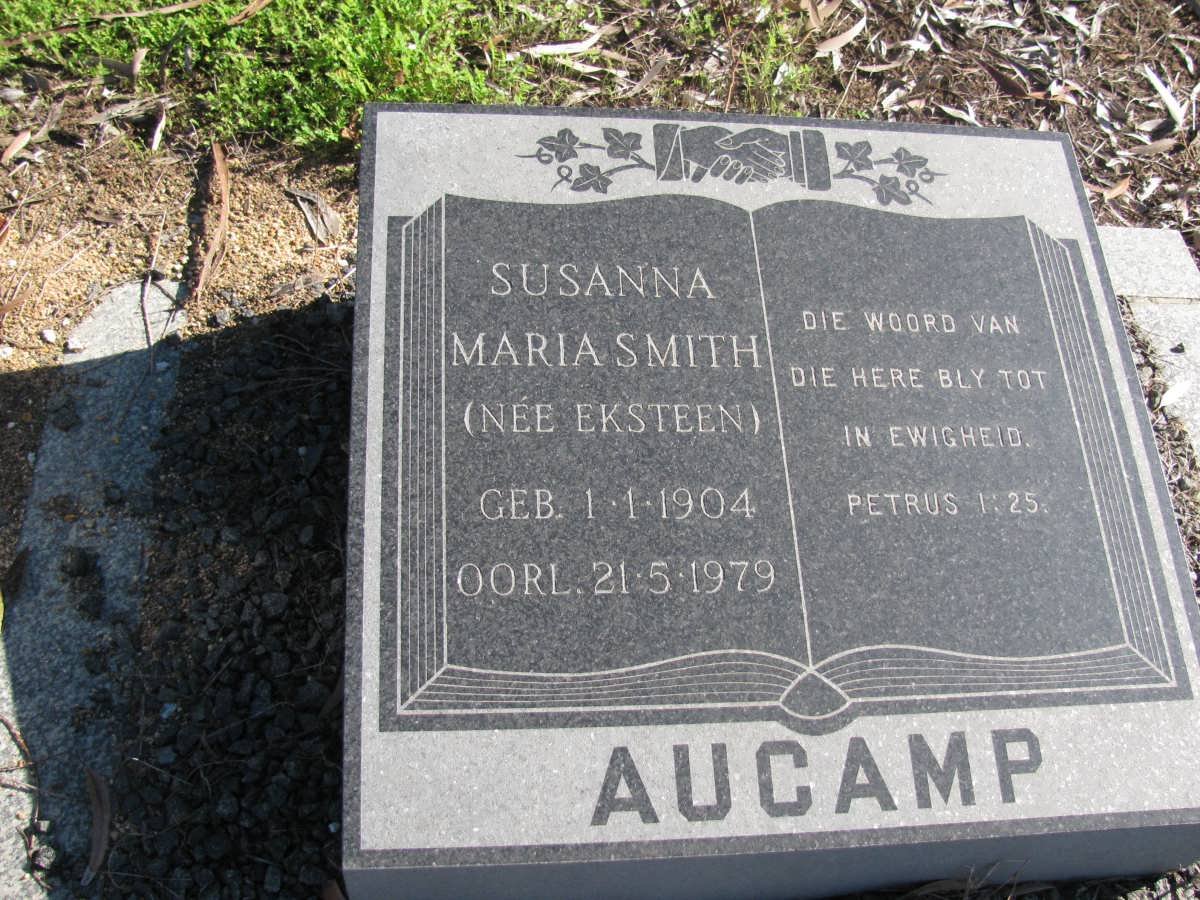 SUSANNA
MARIA SMITH
(NÉE EKSTEEN)
GEB. 1·1·1904
OORL. 21·5·1979
DIE WOORD VAN
DIE HERE BLY TOT
IN EWIGHEID.
PETRUS 1:25.
AUCAMP